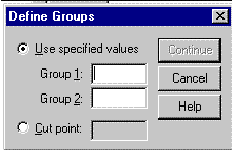 Define Groups
Use specified values
Continue
Group 1:
Cancel
Group 2:
Help
Cut point: